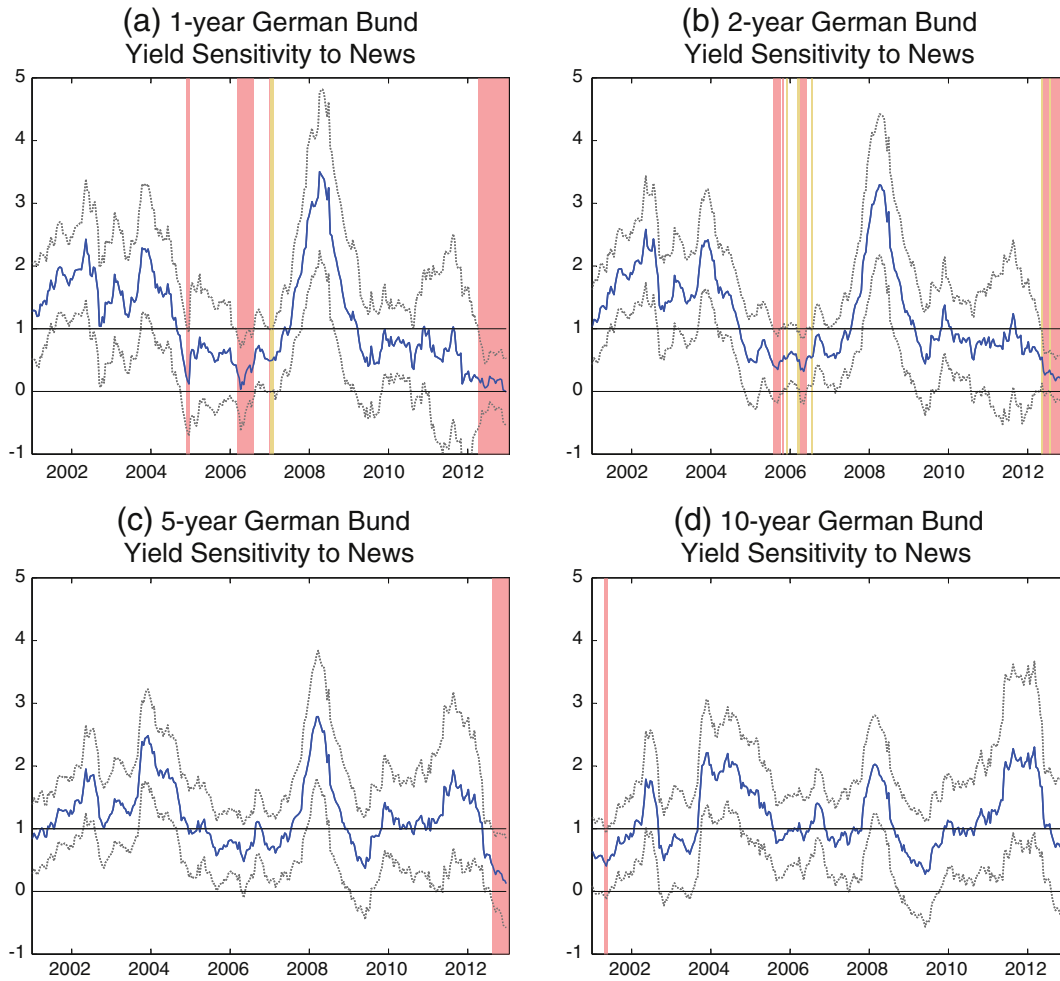 (a) 1-year German Bund
Yield Sensitivity to News
5
4
3
2
1
0
-1
2002 2004 2006 2008 2010 2012
(b) 2-year German Bund
Yield Sensitivity to News
5
4
3
2
1
0
-1
2002 2004 2006 2008 2010 2012
(c) 5-year German Bund
Yield Sensitivity to News
5
4
3
2
1
0
-1
2002 2004 2006 2008 2010 2012
(d) 10-year German Bund
Yield Sensitivity to News
5
4
3
2
1
0
-1
2002 2004 2006 2008 2010 2012